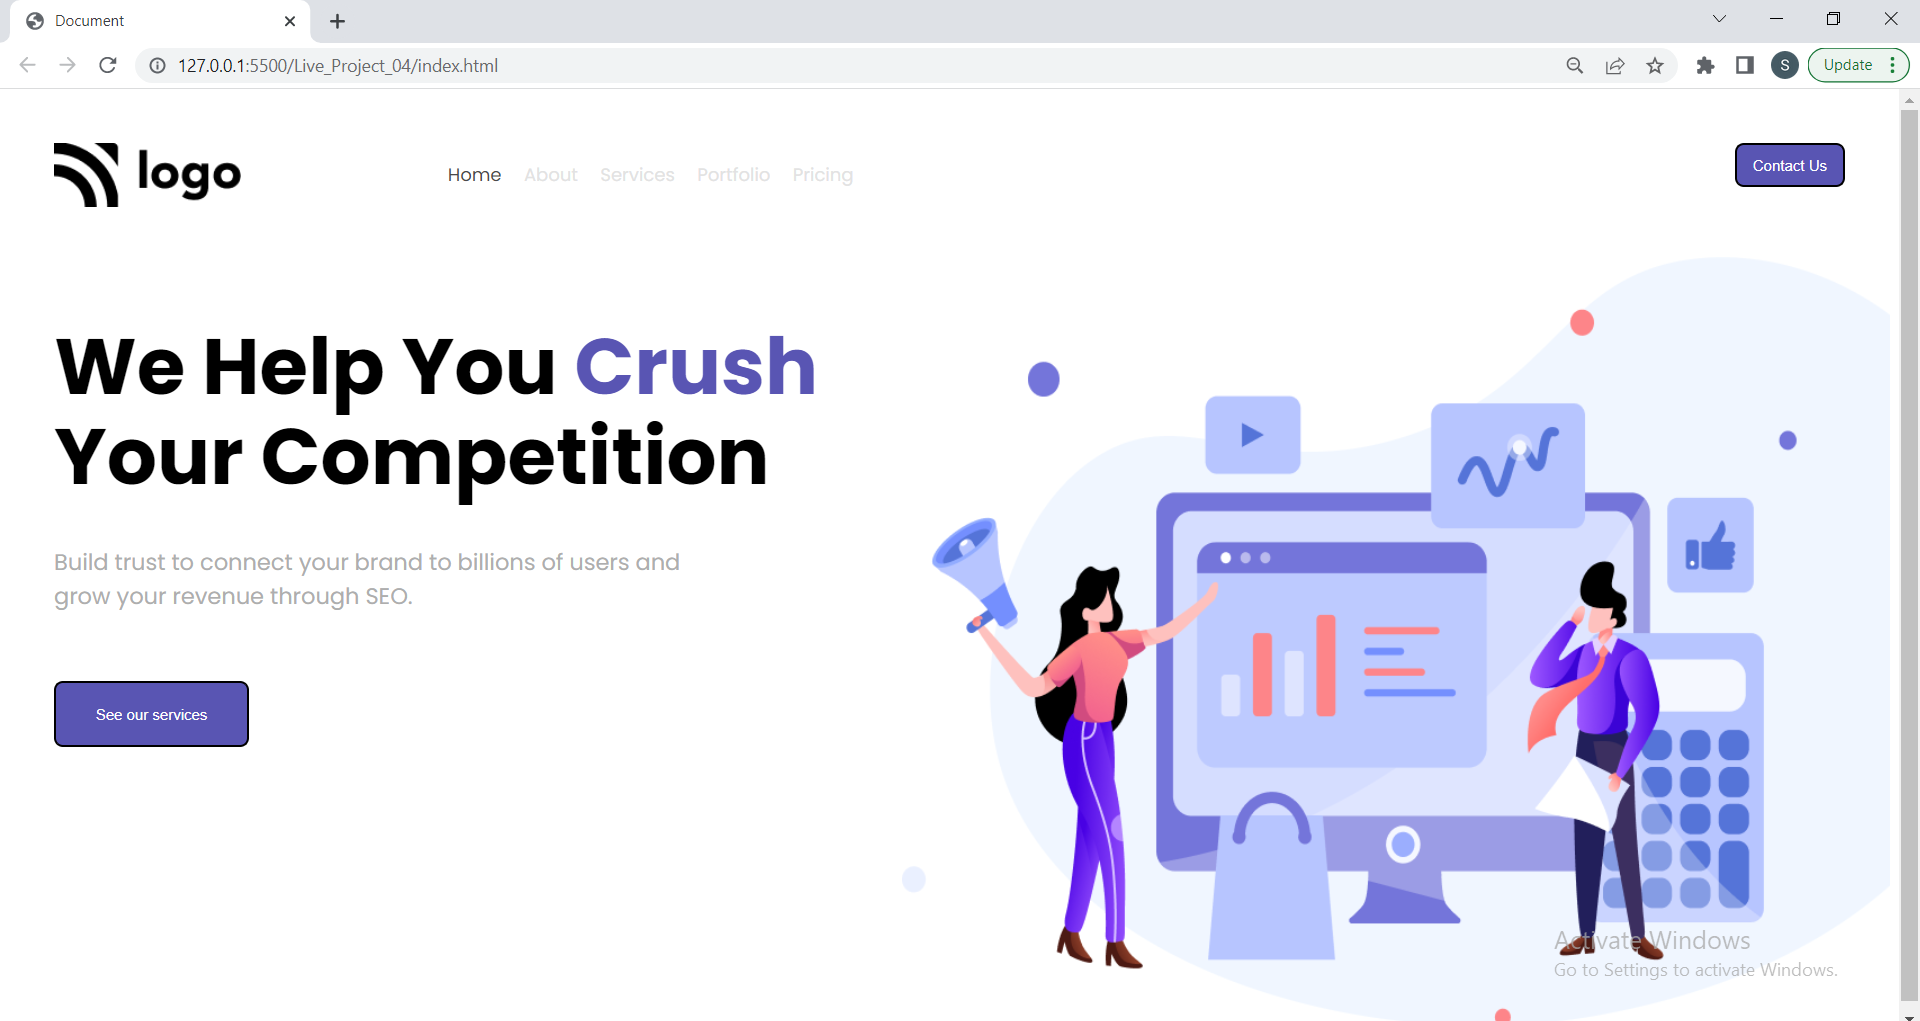 Document
127.0.0.1:5500/Live_Project_04/index.html
S
Update
logo
Home About Services Portfolio Pricing
Contact Us
We Help You Crush
Your Competition
Build trust to connect your brand to billions of users and
grow your revenue through SEO.
See our services
Activate Windows
Go to Settings to activate Windows.